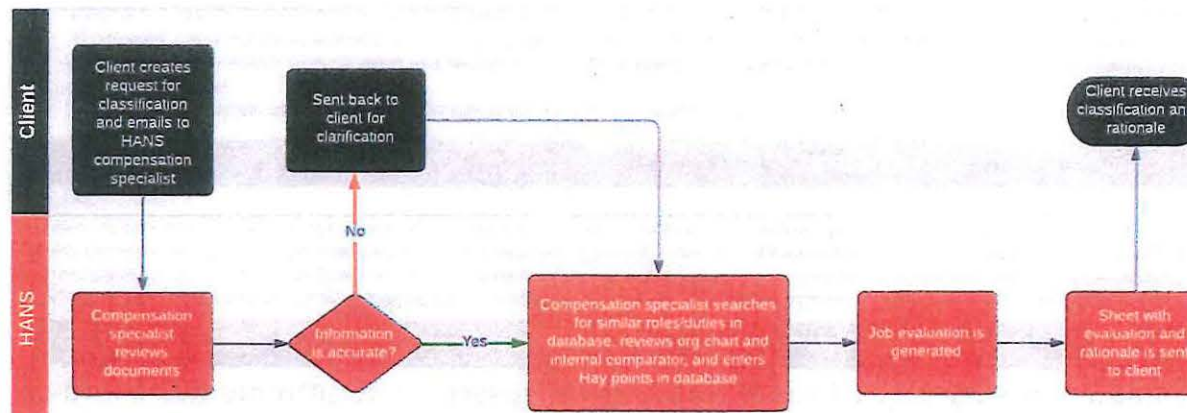 Client
Client creates
request for
classification
and emails to
HANS
compensation
specialist
Sent back to
client for
clarification
Client receives
classification an
rationale
No
HANS
Compensation
specialist
reviews
documents
Information
is accurate?
Yes
Compensation specialist searches
for similar roles/duties in
database, reviews org chart and
internal comparator, and enters
Hay points in database
Job evaluation is
generated
Sheet with
evaluation and
rationale is sent
to client